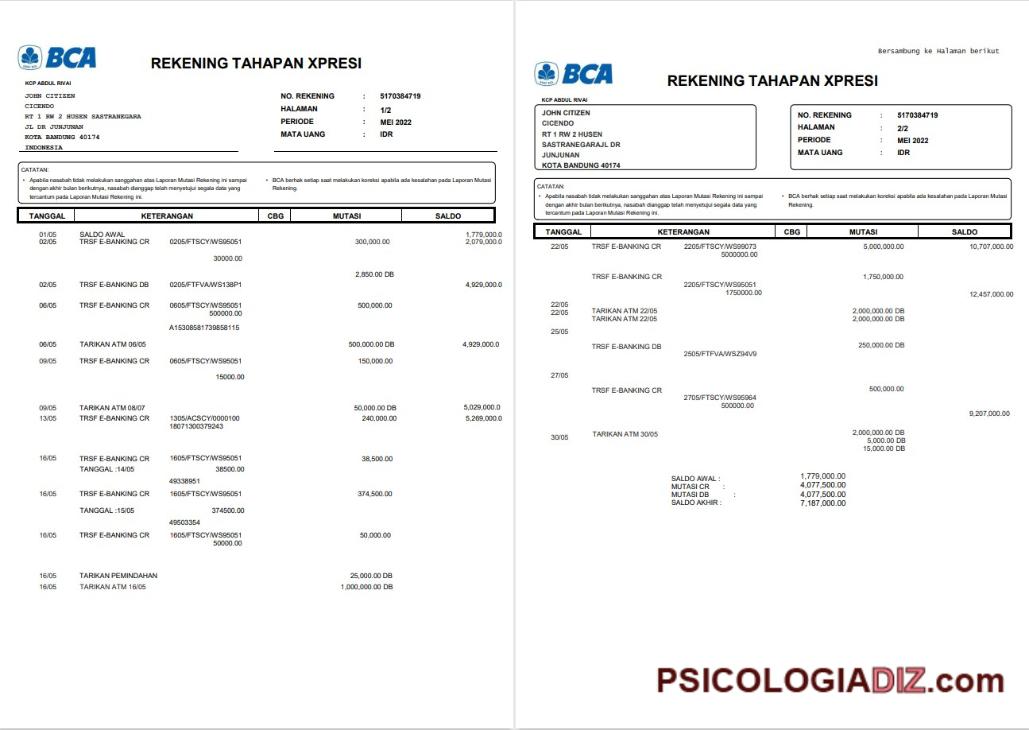 BCA
REKENING TAHAPAN XPRESI
KCP ABDUL RIVAI
JOHN CITIZEN
CICENDO
RT 1 RW 2 HUSEN SASTRANEGARA
JL DR JUNJUNAN
KOTA BANDUNG 40174
INDONESIA
NO. REKENING : 5170384719
HALAMAN : 1/2
PERIODE : MEI 2022
MATA UANG : IDR
CATATAN:
• Apabila nasabah tidak melakukan sanggahan atas Laporan Mutasi Rekening ini sampai
dengan akhir bulan berikutnya, nasabah dianggap telah menyetujui segala data yang
tercantum pada Laporan Mutasi Rekening ini.
• BCA berhak setiap saat melakukan koreksi apabila ada kesalahan pada Laporan Mutasi
Rekening.
TANGGAL KETERANGAN CBG MUTASI SALDO
01/05 SALDO AWAL 1,779,000.0
02/05 TRSF E-BANKING CR 0205/FTSCY/WS95051 300,000.00 2,079,000.0
30000.00
2,850.00 DB
02/05 TRSF E-BANKING DB 0205/FTFVA/WS138P1 4,929,000.0
06/05 TRSF E-BANKING CR 0605/FTSCY/WS95051 500,000.00
500000.00
A15308581739858115
06/05 TARIKAN ATM 06/05 500,000.00 DB 4,929,000.0
09/05 TRSF E-BANKING CR 0605/FTSCY/WS95051 150,000.00
15000.00
09/05 TARIKAN ATM 08/07 50,000.00 DB 5,029,000.0
13/05 TRSF E-BANKING CR 1305/ACSCY/0000100 240,000.00 5,269,000.0
18071300379243
16/05 TRSF E-BANKING CR 1605/FTSCY/WS95051 38,500.00
TANGGAL :14/05 38500.00
49338951
16/05 TRSF E-BANKING CR 1605/FTSCY/WS95051 374,500.00
TANGGAL :15/05 374500.00
49503354
16/05 TRSF E-BANKING CR 1605/FTSCY/WS95051 50,000.00
50000.00
16/05 TARIKAN PEMINDAHAN 25,000.00 DB
16/05 TARIKAN ATM 16/05 1,000,000.00 DB
Bersambung ke Halaman berikut
BCA
REKENING TAHAPAN XPRESI
KCP ABDUL RIVAI
JOHN CITIZEN
CICENDO
RT 1 RW 2 HUSEN
SASTRANEGARAJL DR
JUNJUNAN
KOTA BANDUNG 40174
NO. REKENING : 5170384719
HALAMAN : 2/2
PERIODE : MEI 2022
MATA UANG : IDR
CATATAN:
• Apabila nasabah tidak melakukan sanggahan atas Laporan Mutasi Rekening ini sampai
dengan akhir bulan berikutnya, nasabah dianggap telah menyetujui segala data yang
tercantum pada Laporan Mutasi Rekening ini.
• BCA berhak setiap saat melakukan koreksi apabila ada kesalahan pada Laporan Mutasi
Rekening.
TANGGAL KETERANGAN CBG MUTASI SALDO
22/05 TRSF E-BANKING CR 2205/FTSCY/WS99073 5,000,000.00 10,707,000.00
5000000.00
TRSF E-BANKING CR 1,750,000.00
2205/FTSCY/WS95051
1750000.00 12,457,000.00
22/05
22/05 TARIKAN ATM 22/05 2,000,000.00 DB
TARIKAN ATM 22/05 2,000,000.00 DB
25/05
TRSF E-BANKING DB 250,000.00 DB
2505/FTFVA/WSZ94V9
27/05
TRSF E-BANKING CR 500,000.00
2705/FTSCY/WS95964
500000.00
9,207,000.00
30/05 TARIKAN ATM 30/05 2,000,000.00 DB
5,000.00 DB
15,000.00 DB
SALDO AWAL : 1,779,000.00
MUTASI CR : 4,077,500.00
MUTASI DB : 4,077,500.00
SALDO AKHIR : 7,187,000.00
PSICOLOGIADIZ.com